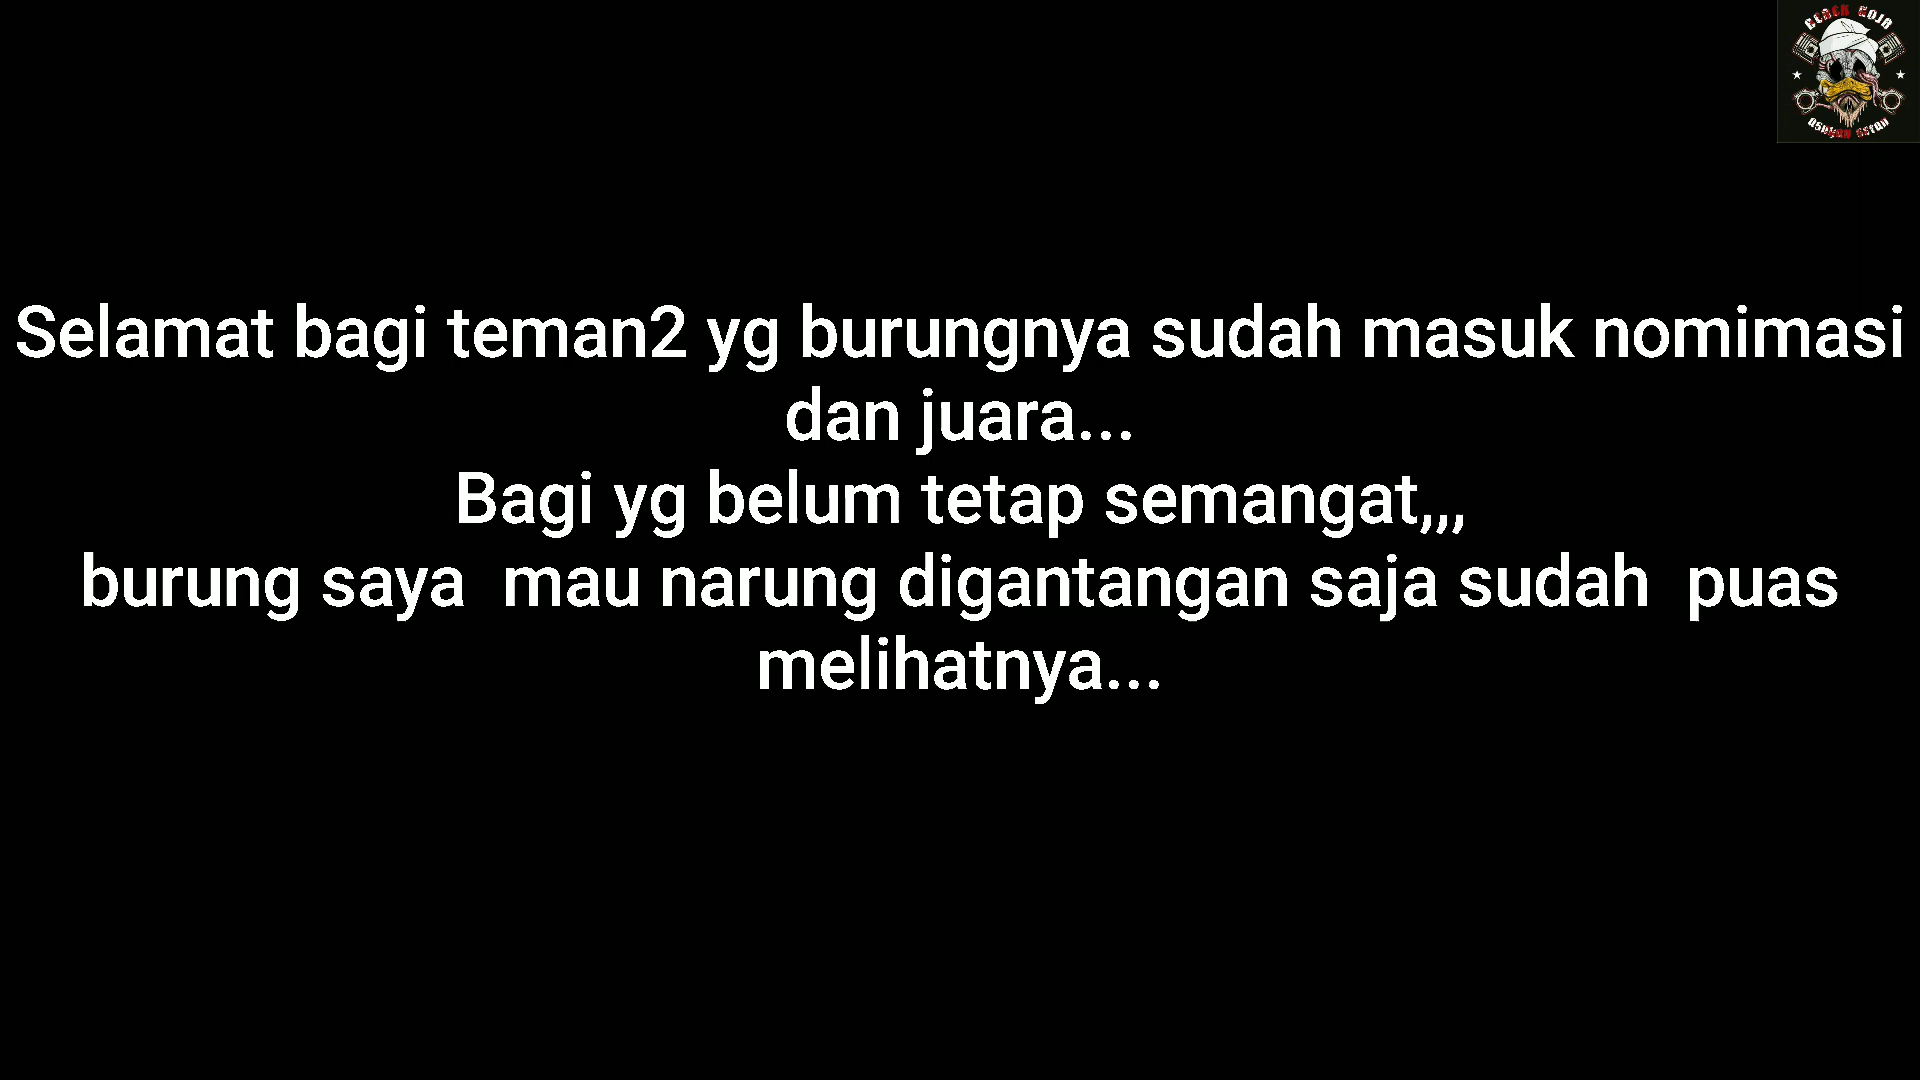 Selamat bagi teman2 yg burungnya sudah masuk nomimasi
dan juara...
Bagi yg belum tetap semangat,,,
burung saya  mau narung digantangan saja sudah  puas
melihatnya...